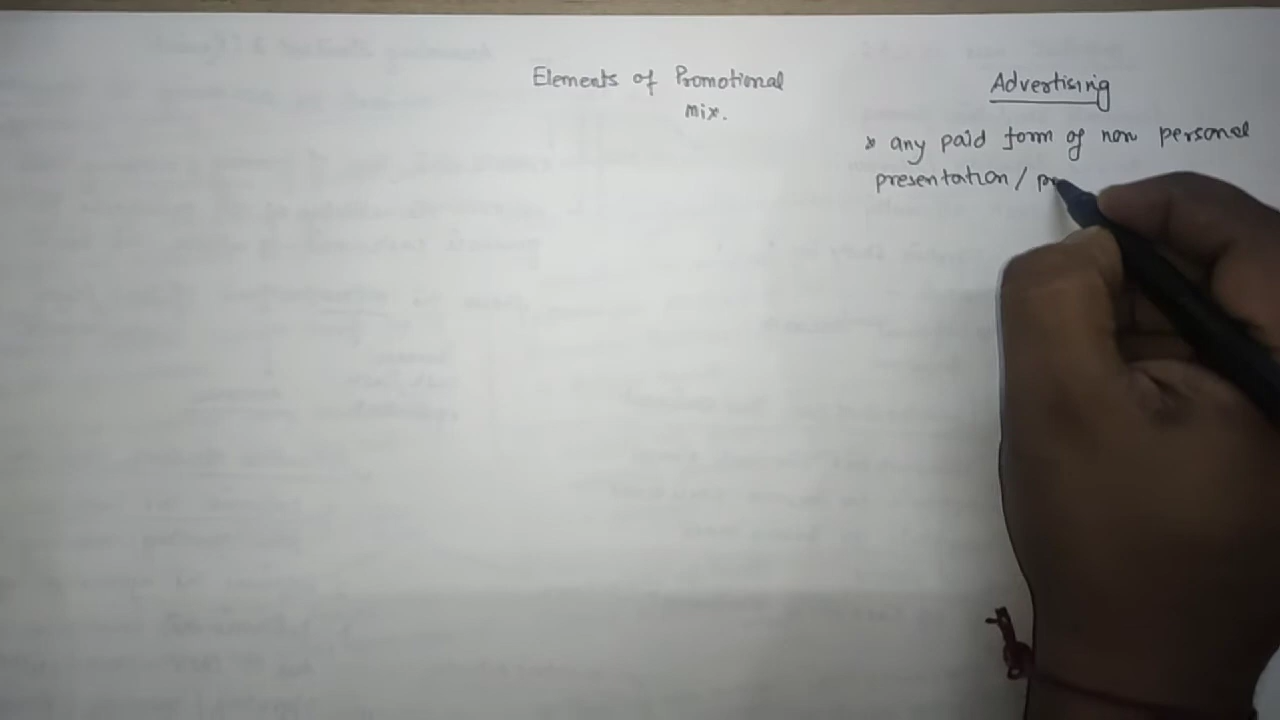 Elements of Promotional
mix.
Advertising
* any paid form of non personal
presentation /